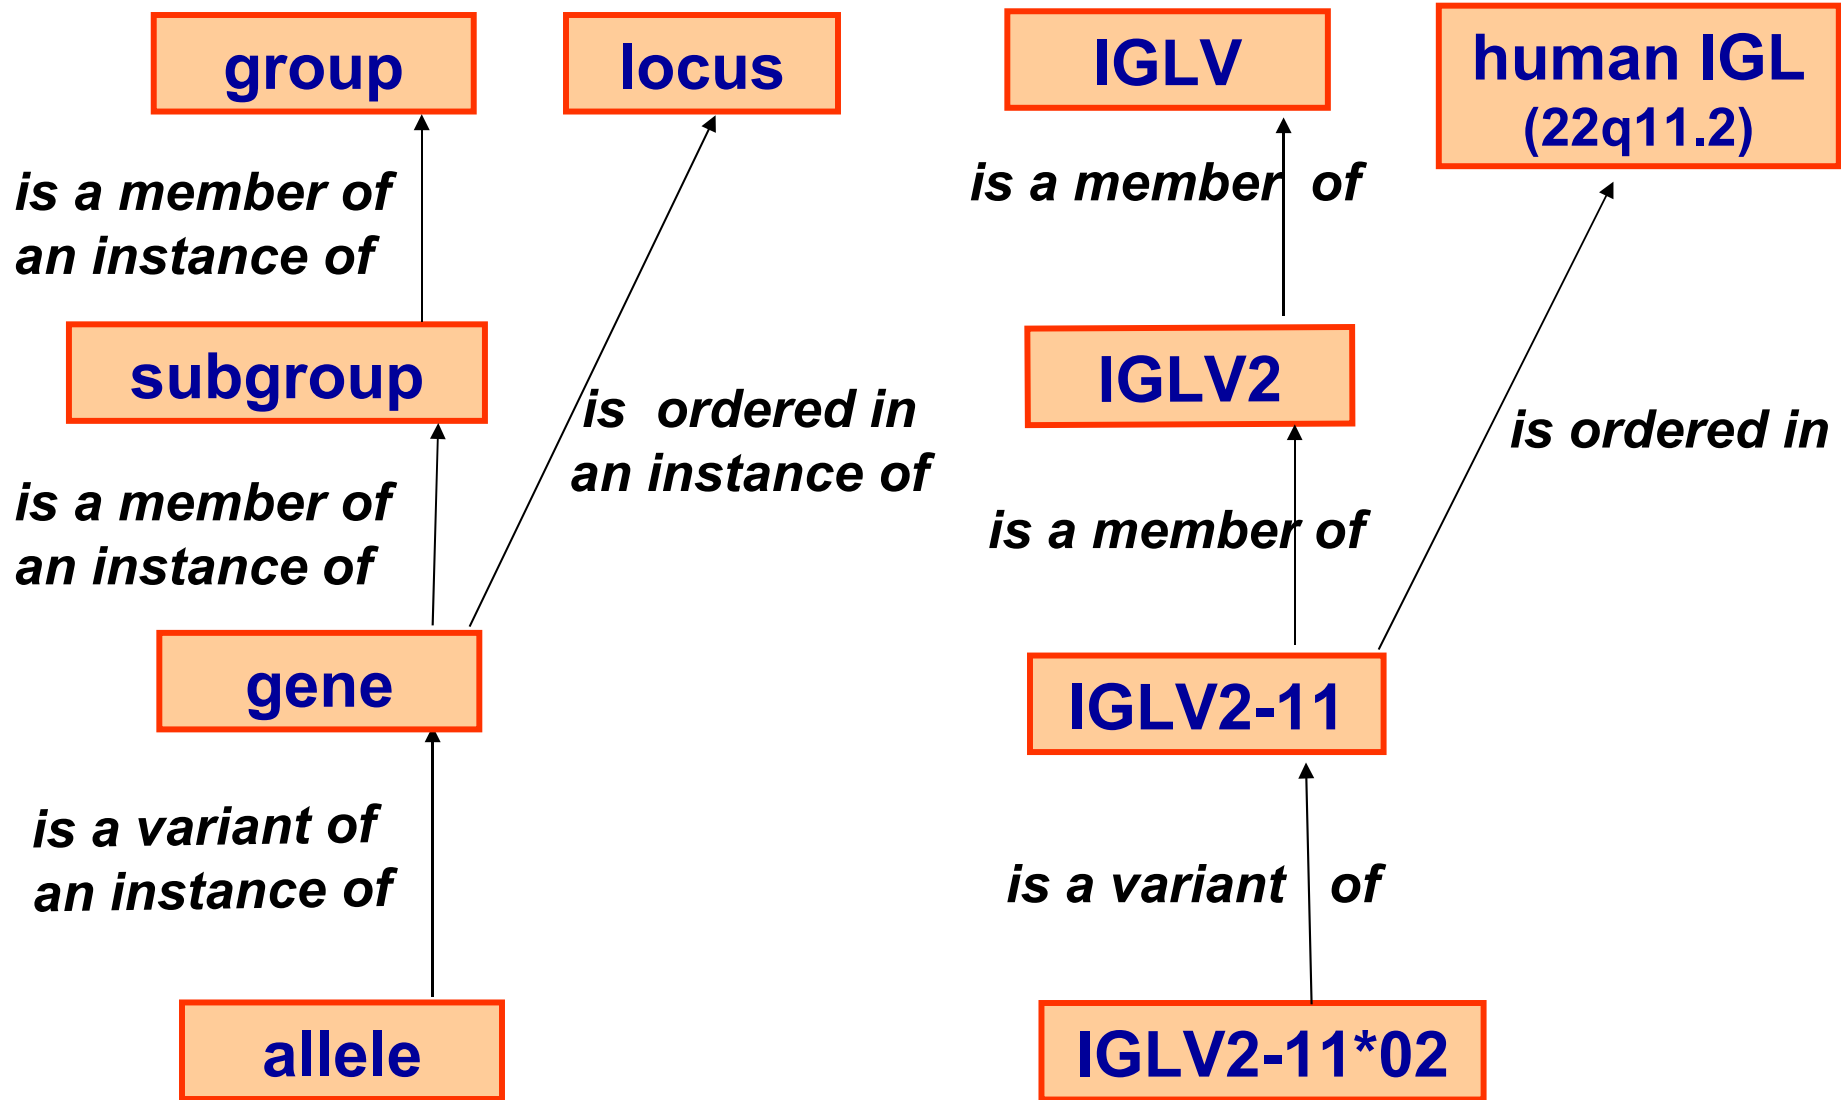 group
locus
is a member of
an instance of
subgroup
is ordered in
an instance of
is a member of
an instance of
gene
is a variant of
an instance of
allele
IGLV
human IGL
(22q11.2)
is a member of
IGLV2
is ordered in
is a member of
IGLV2-11
is a variant of
IGLV2-11*02